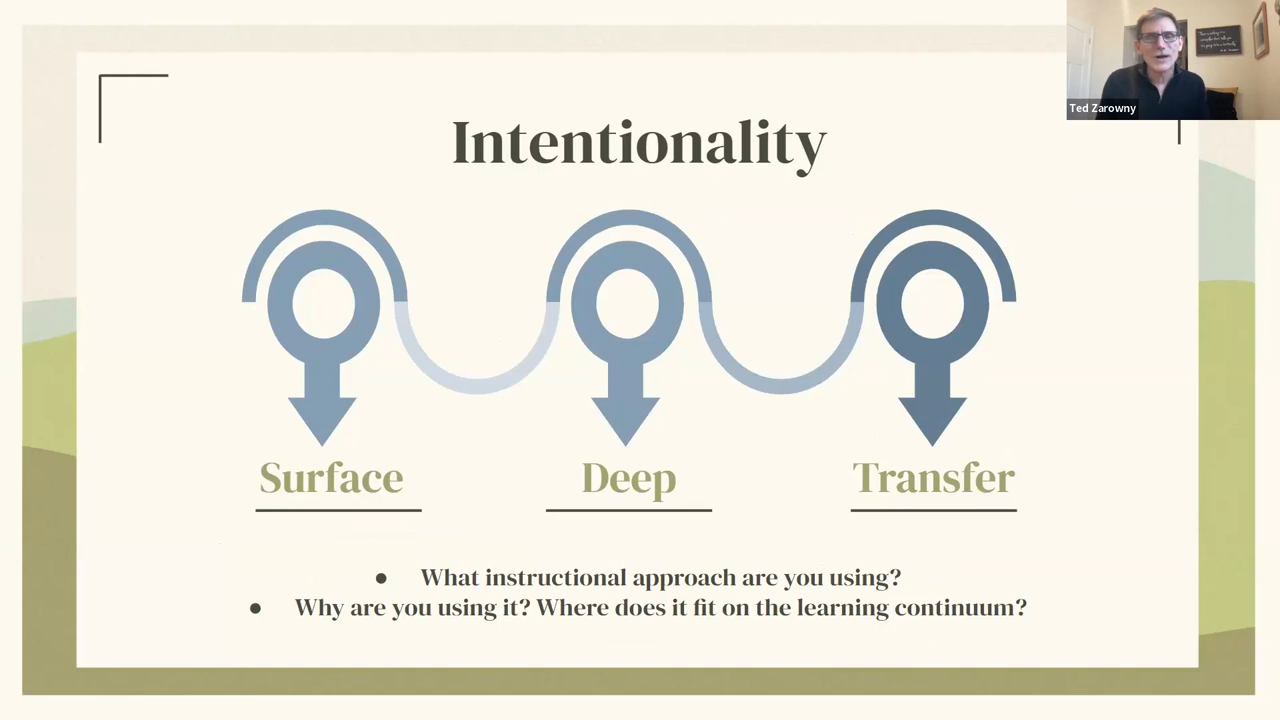 Ted Zarowny
Intentionality
Surface
Deep
Transfer
● What instructional approach are you using?
● Why are you using it? Where does it fit on the learning continuum?